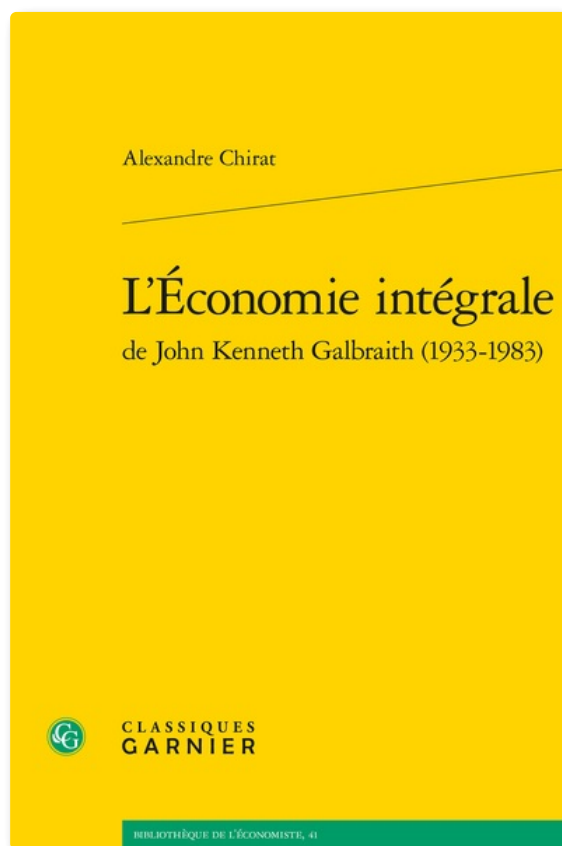 Alexandre Chirat
L’Économie intégrale
de John Kenneth Galbraith (1933-1983)
CG
CLASSIQUES
GARNIER
BIBLIOTHÈQUE DE L’ÉCONOMISTE, 41